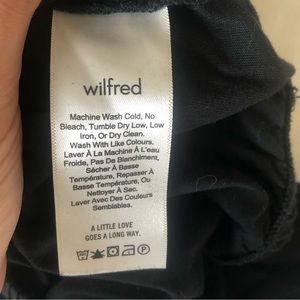 wilfred
Machine Wash Cold, No
Bleach, Tumble Dry Low, Low
Iron, Or Dry Clean.
Wash With Like Colours.
Laver À La Machine À L'eau
Froide, Pas De Blanchiment,
Sécher À Basse
Température, Repasser À
Basse Température, Ou
Nettoyer À Sec.
Laver Avec Des Couleurs
Semblables.
A LITTLE LOVE
GOES A LONG WAY.
P